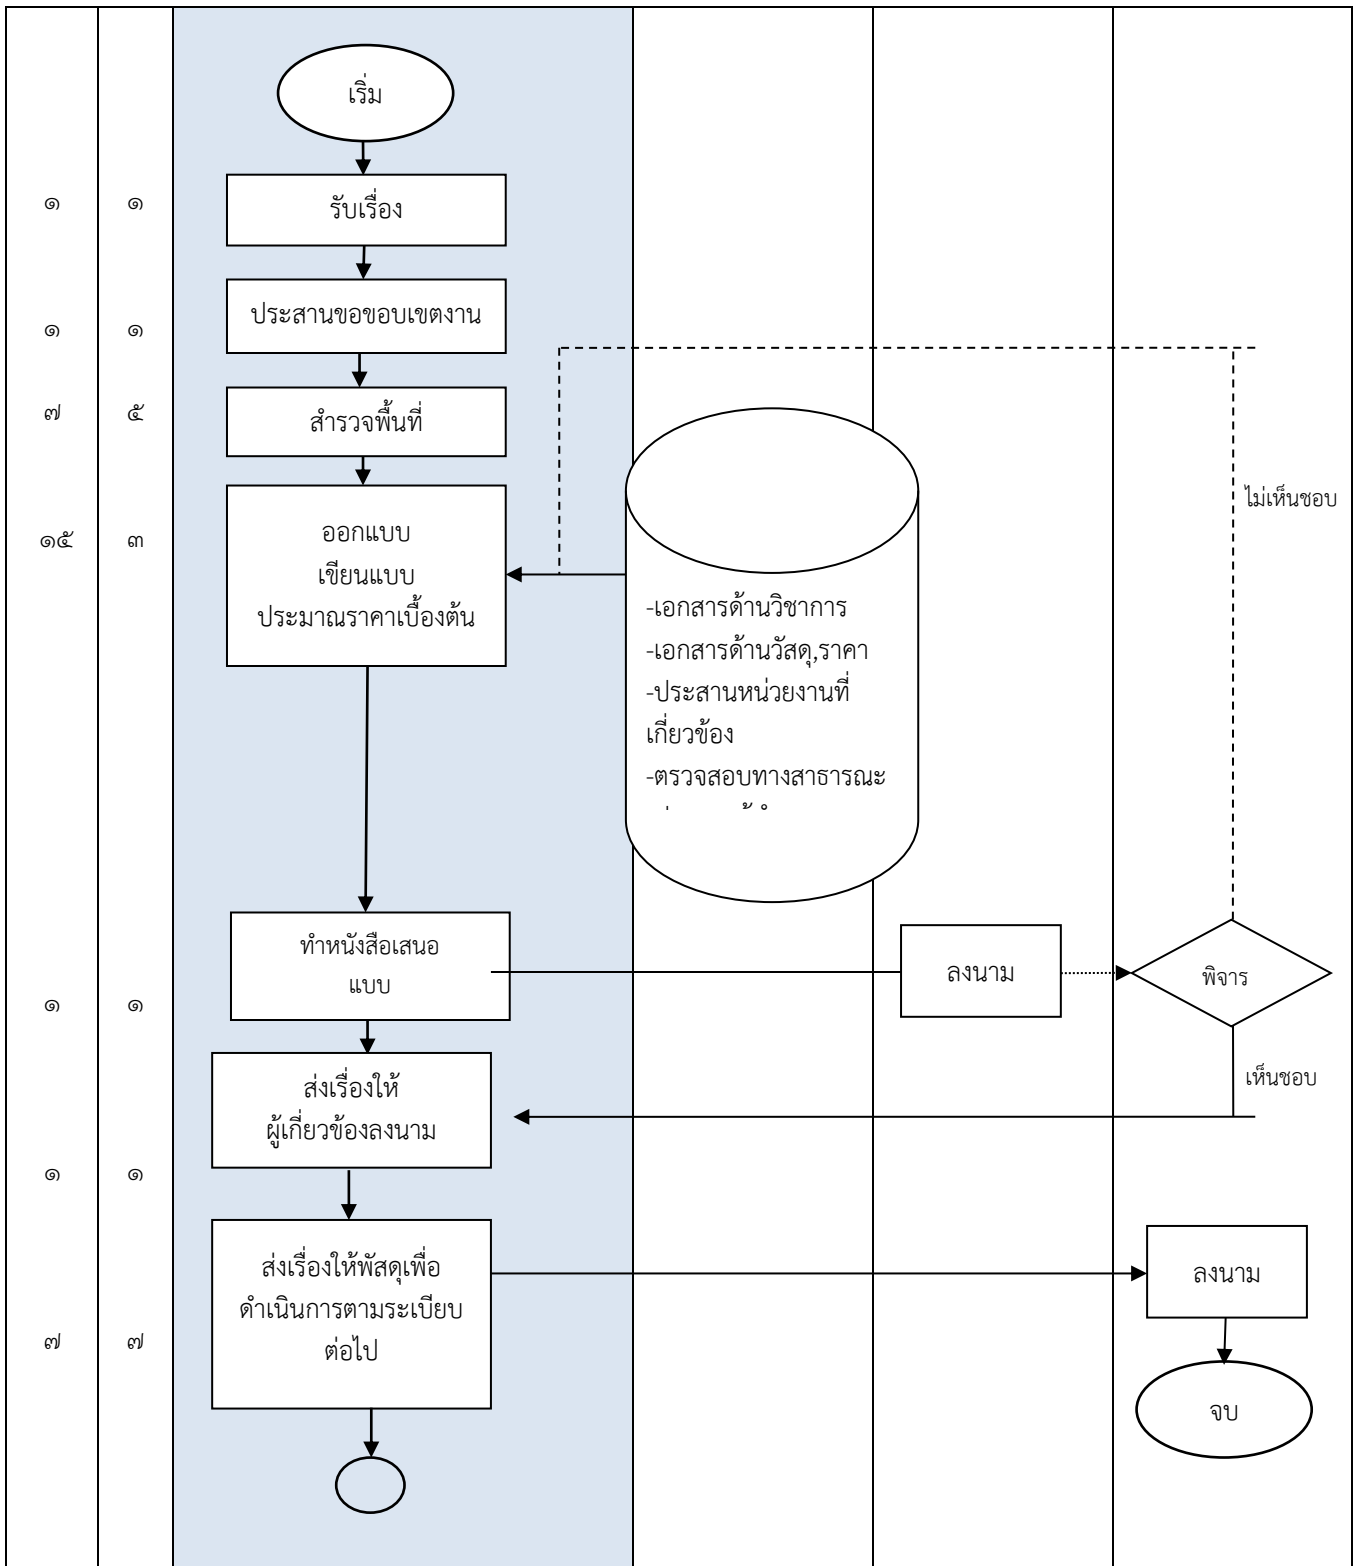 เริ่ม
๑ ๑ รับเรื่อง
ประสานขอขอบเขตงาน
๑ ๑
๗ ๕ สำรวจพื้นที่
ไม่เห็นชอบ
๑๕ ๓ ออกแบบ
เขียนแบบ
ประมาณราคาเบื้องต้น
-เอกสารด้านวิชาการ
-เอกสารด้านวัสดุ,ราคา
-ประสานหน่วยงานที่
เกี่ยวข้อง
-ตรวจสอบทางสาธารณะ
ทำหนังสือเสนอ
แบบ
ลงนาม
พิจาร
๑ ๑
เห็นชอบ
ส่งเรื่องให้
ผู้เกี่ยวข้องลงนาม
๑ ๑
ส่งเรื่องให้พัสดุเพื่อ
ดำเนินการตามระเบียบ
ต่อไป
ลงนาม
๗ ๗
จบ